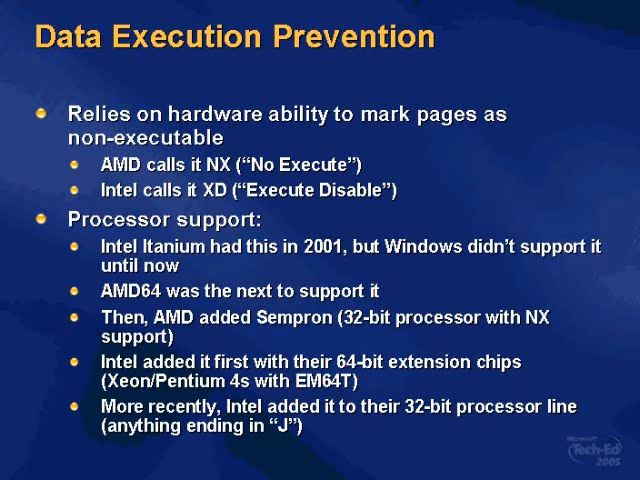 Data Execution Prevention
Relies on hardware ability to mark pages as
non-executable
AMD calls it NX (“No Execute”)
Intel calls it XD (“Execute Disable”)
Processor support:
Intel Itanium had this in 2001, but Windows didn’t support it
until now
AMD64 was the next to support it
Then, AMD added Sempron (32-bit processor with NX
support)
Intel added it first with their 64-bit extension chips
(Xeon/Pentium 4s with EM64T)
More recently, Intel added it to their 32-bit processor line
(anything ending in “J”)
Microsoft
Tech·Ed
2005